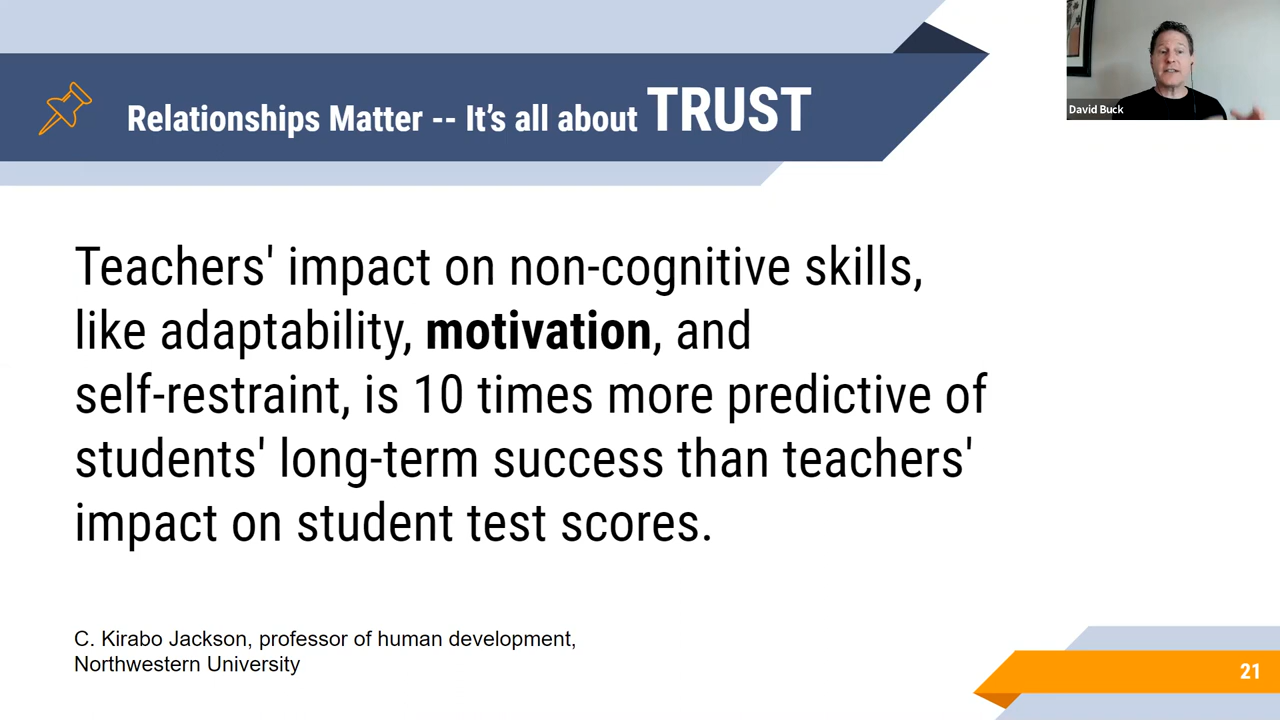 Relationships Matter -- It’s all about TRUST
David Buck
Teachers' impact on non-cognitive skills,
like adaptability, motivation, and
self-restraint, is 10 times more predictive of
students' long-term success than teachers'
impact on student test scores.
C. Kirabo Jackson, professor of human development,
Northwestern University
21